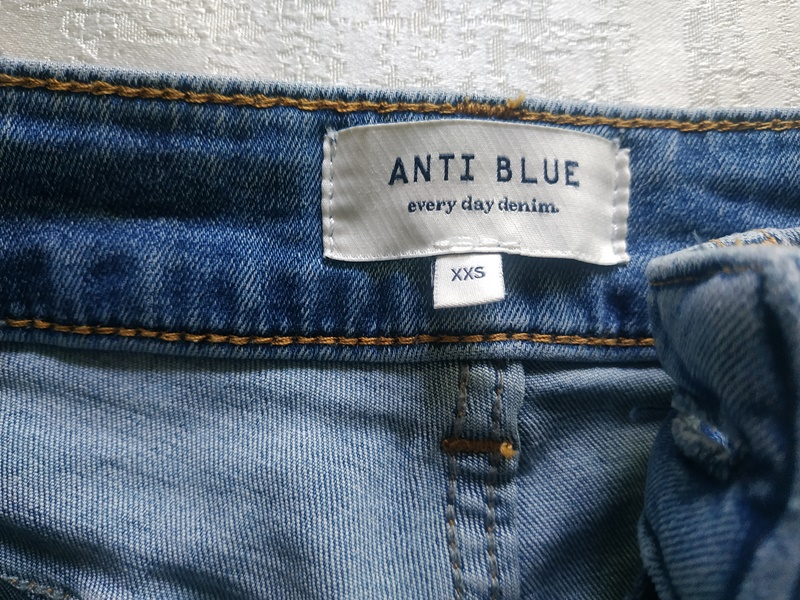 ANTI BLUE
every day denim.
XXS